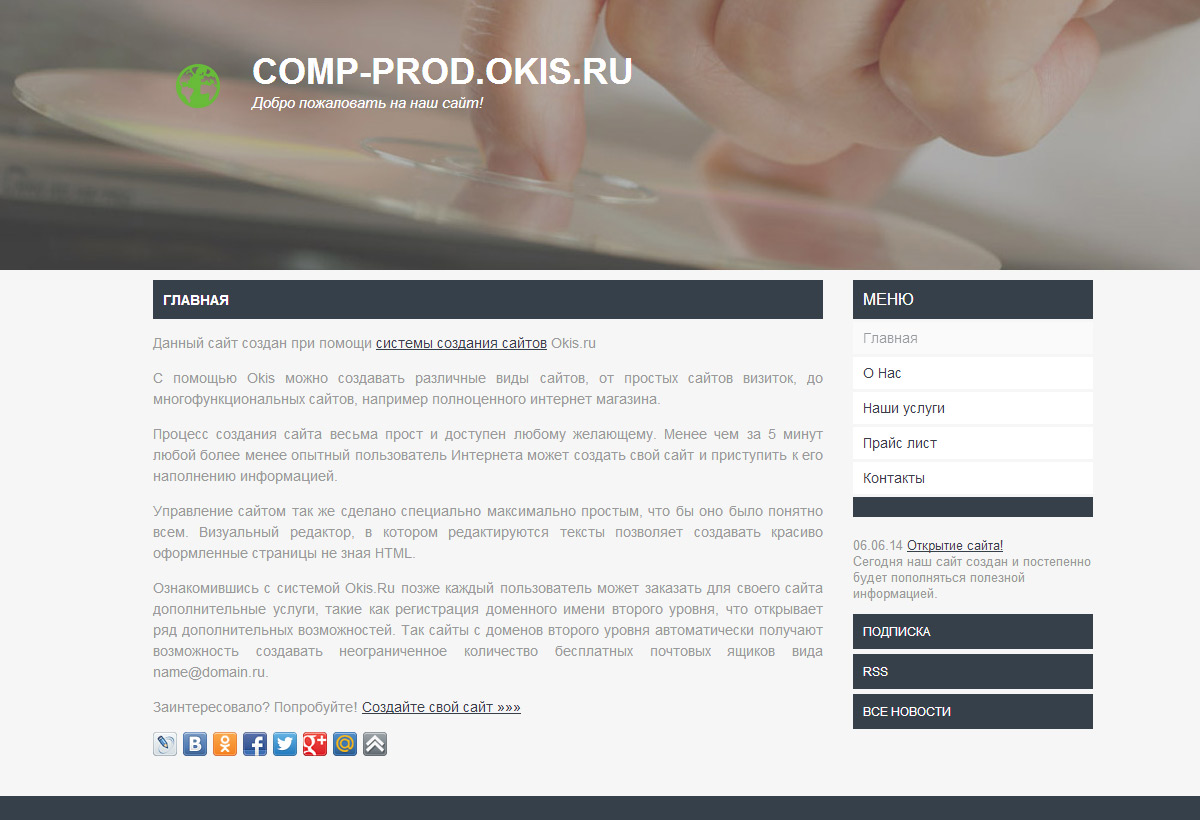 COMP-PROD.OKIS.RU
Добро пожаловать на наш сайт!
ГЛАВНАЯ
Данный сайт создан при помощи системы создания сайтов Okis.ru
С помощью Okis можно создавать различные виды сайтов, от простых сайтов визиток, до
многофункциональных сайтов, например полноценного интернет магазина.
Процесс создания сайта весьма прост и доступен любому желающему. Менее чем за 5 минут
любой более менее опытный пользователь Интернета может создать свой сайт и приступить к его
наполнению информацией.
Управление сайтом так же сделано специально максимально простым, что бы оно было понятно
всем. Визуальный редактор, в котором редактируются тексты позволяет создавать красиво
оформленные страницы не зная HTML.
Ознакомившись с системой Okis.Ru позже каждый пользователь может заказать для своего сайта
дополнительные услуги, такие как регистрация доменного имени второго уровня, что открывает
ряд дополнительных возможностей. Так сайты с доменов второго уровня автоматически получают
возможность создавать неограниченное количество бесплатных почтовых ящиков вида
name@domain.ru.
Заинтересовало? Попробуйте! Создайте свой сайт »»»
МЕНЮ
Главная
О Нас
Наши услуги
Прайс лист
Контакты
06.06.14 Открытие сайта!
Сегодня наш сайт создан и постепенно
будет пополняться полезной
информацией.
ПОДПИСКА
RSS
ВСЕ НОВОСТИ